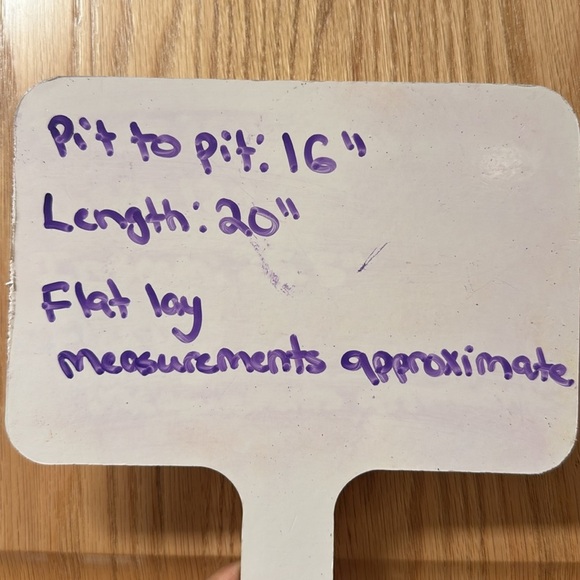 Pit to pit: 16"
Length: 20"
Flat lay
measurements approximate